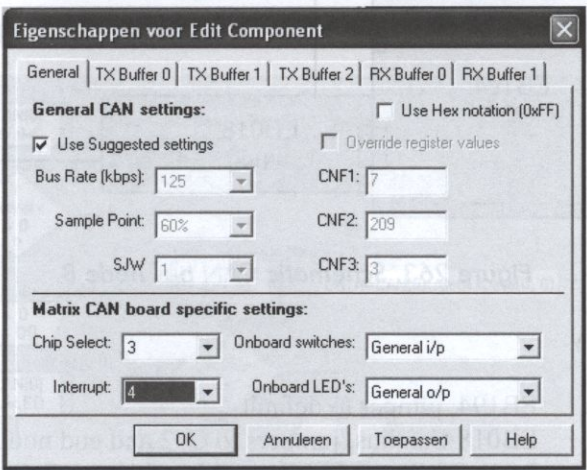 Eigenschappen voor Edit Component
General TX Buffer 0 TX Buffer 1 TX Buffer 2 RX Buffer 0 RX Buffer 1
General CAN settings:
Use Hex notation (0xFF)
Use Suggested settings
Override register values
Bus Rate (kbps): 125 CNF1: 7
Sample Point: 60% CNF2: 209
SJW 1 CNF3: 3
Matrix CAN board specific settings:
Chip Select: 3 Onboard switches: General i/p
Interrupt: 4 Onboard LED's: General o/p
OK Annuleren Toepassen Help